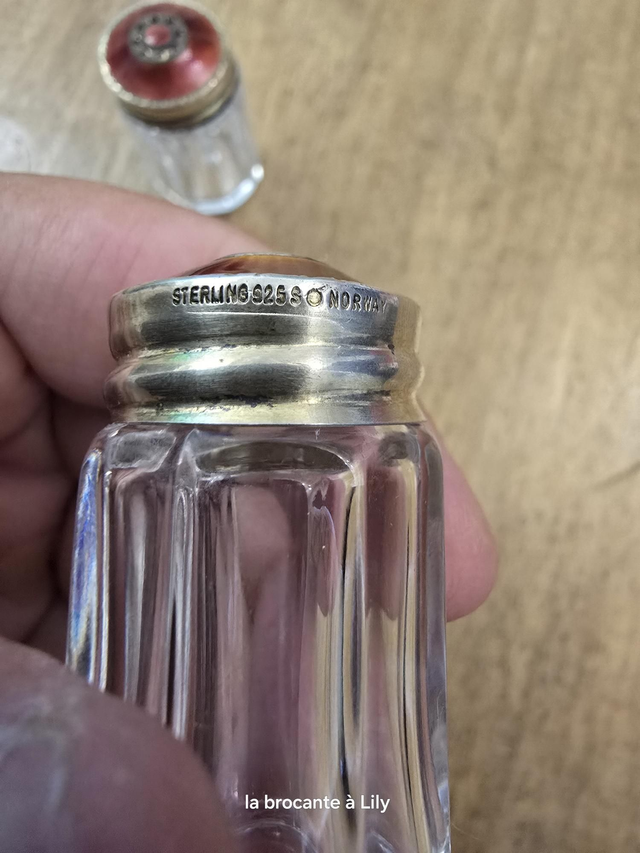 STERLING 925 S NORWAY
la brocante à Lily